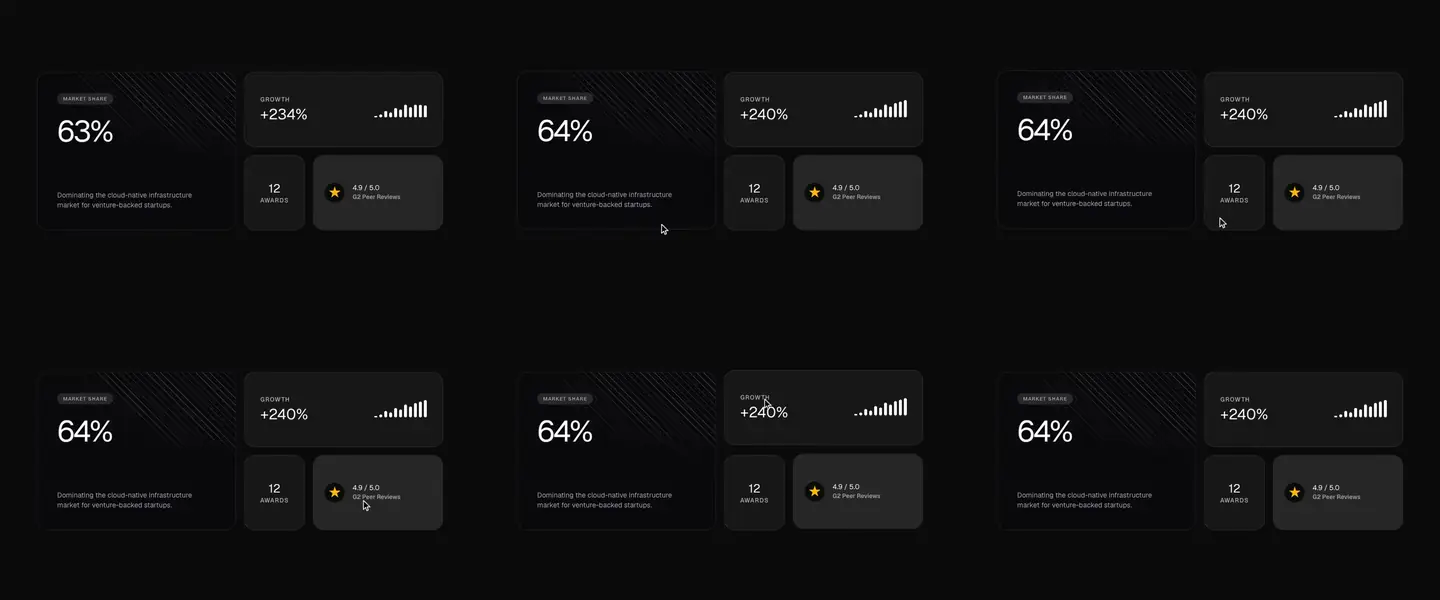 MARKET SHARE
63%
Dominating the cloud-native infrastructure
market for venture-backed startups.
GROWTH
+234%
12
AWARDS
4.9 / 5.0
G2 Peer Reviews
MARKET SHARE
64%
Dominating the cloud-native infrastructure
market for venture-backed startups.
GROWTH
+240%
12
AWARDS
4.9 / 5.0
G2 Peer Reviews
MARKET SHARE
64%
Dominating the cloud-native infrastructure
market for venture-backed startups.
GROWTH
+240%
12
AWARDS
4.9 / 5.0
G2 Peer Reviews
MARKET SHARE
64%
Dominating the cloud-native infrastructure
market for venture-backed startups.
GROWTH
+240%
12
AWARDS
4.9 / 5.0
G2 Peer Reviews
MARKET SHARE
64%
Dominating the cloud-native infrastructure
market for venture-backed startups.
GROWTH
+240%
12
AWARDS
4.9 / 5.0
G2 Peer Reviews
MARKET SHARE
64%
Dominating the cloud-native infrastructure
market for venture-backed startups.
GROWTH
+240%
12
AWARDS
4.9 / 5.0
G2 Peer Reviews